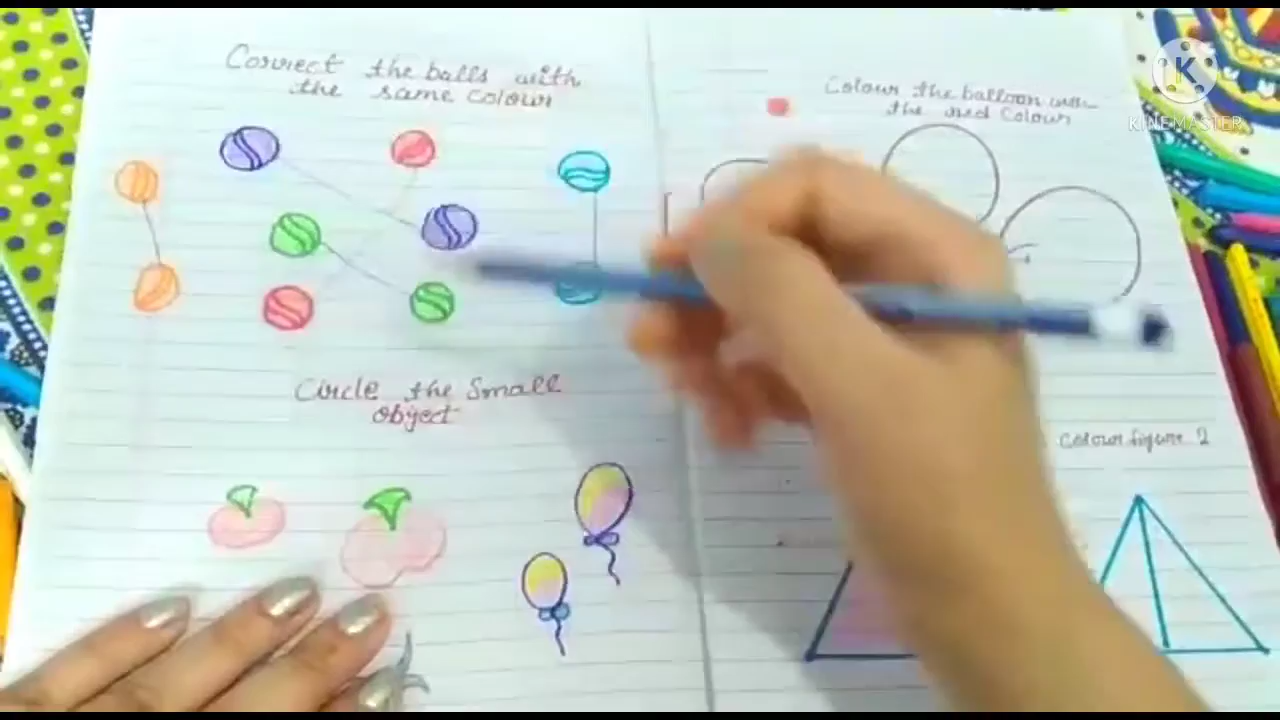 Correct the balls with
the same colour
Circle the small
object
Colour the balloon with
the red colour
Colour figure 2
KINEMASTER